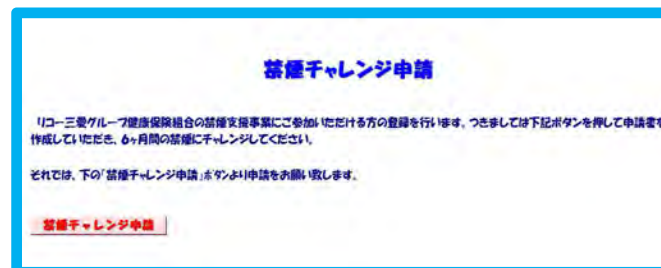 禁煙チャレンジ申請
リコー三愛グループ健康保険組合の禁煙支援事業にご参加いただける方の登録を行います。つきましては下記ボタンを押して申請書を
作成していただき、6ヶ月間の禁煙にチャレンジしてください。
それでは、下の「禁煙チャレンジ申請」ボタンより申請をお願い致します。
禁煙チャレンジ申請